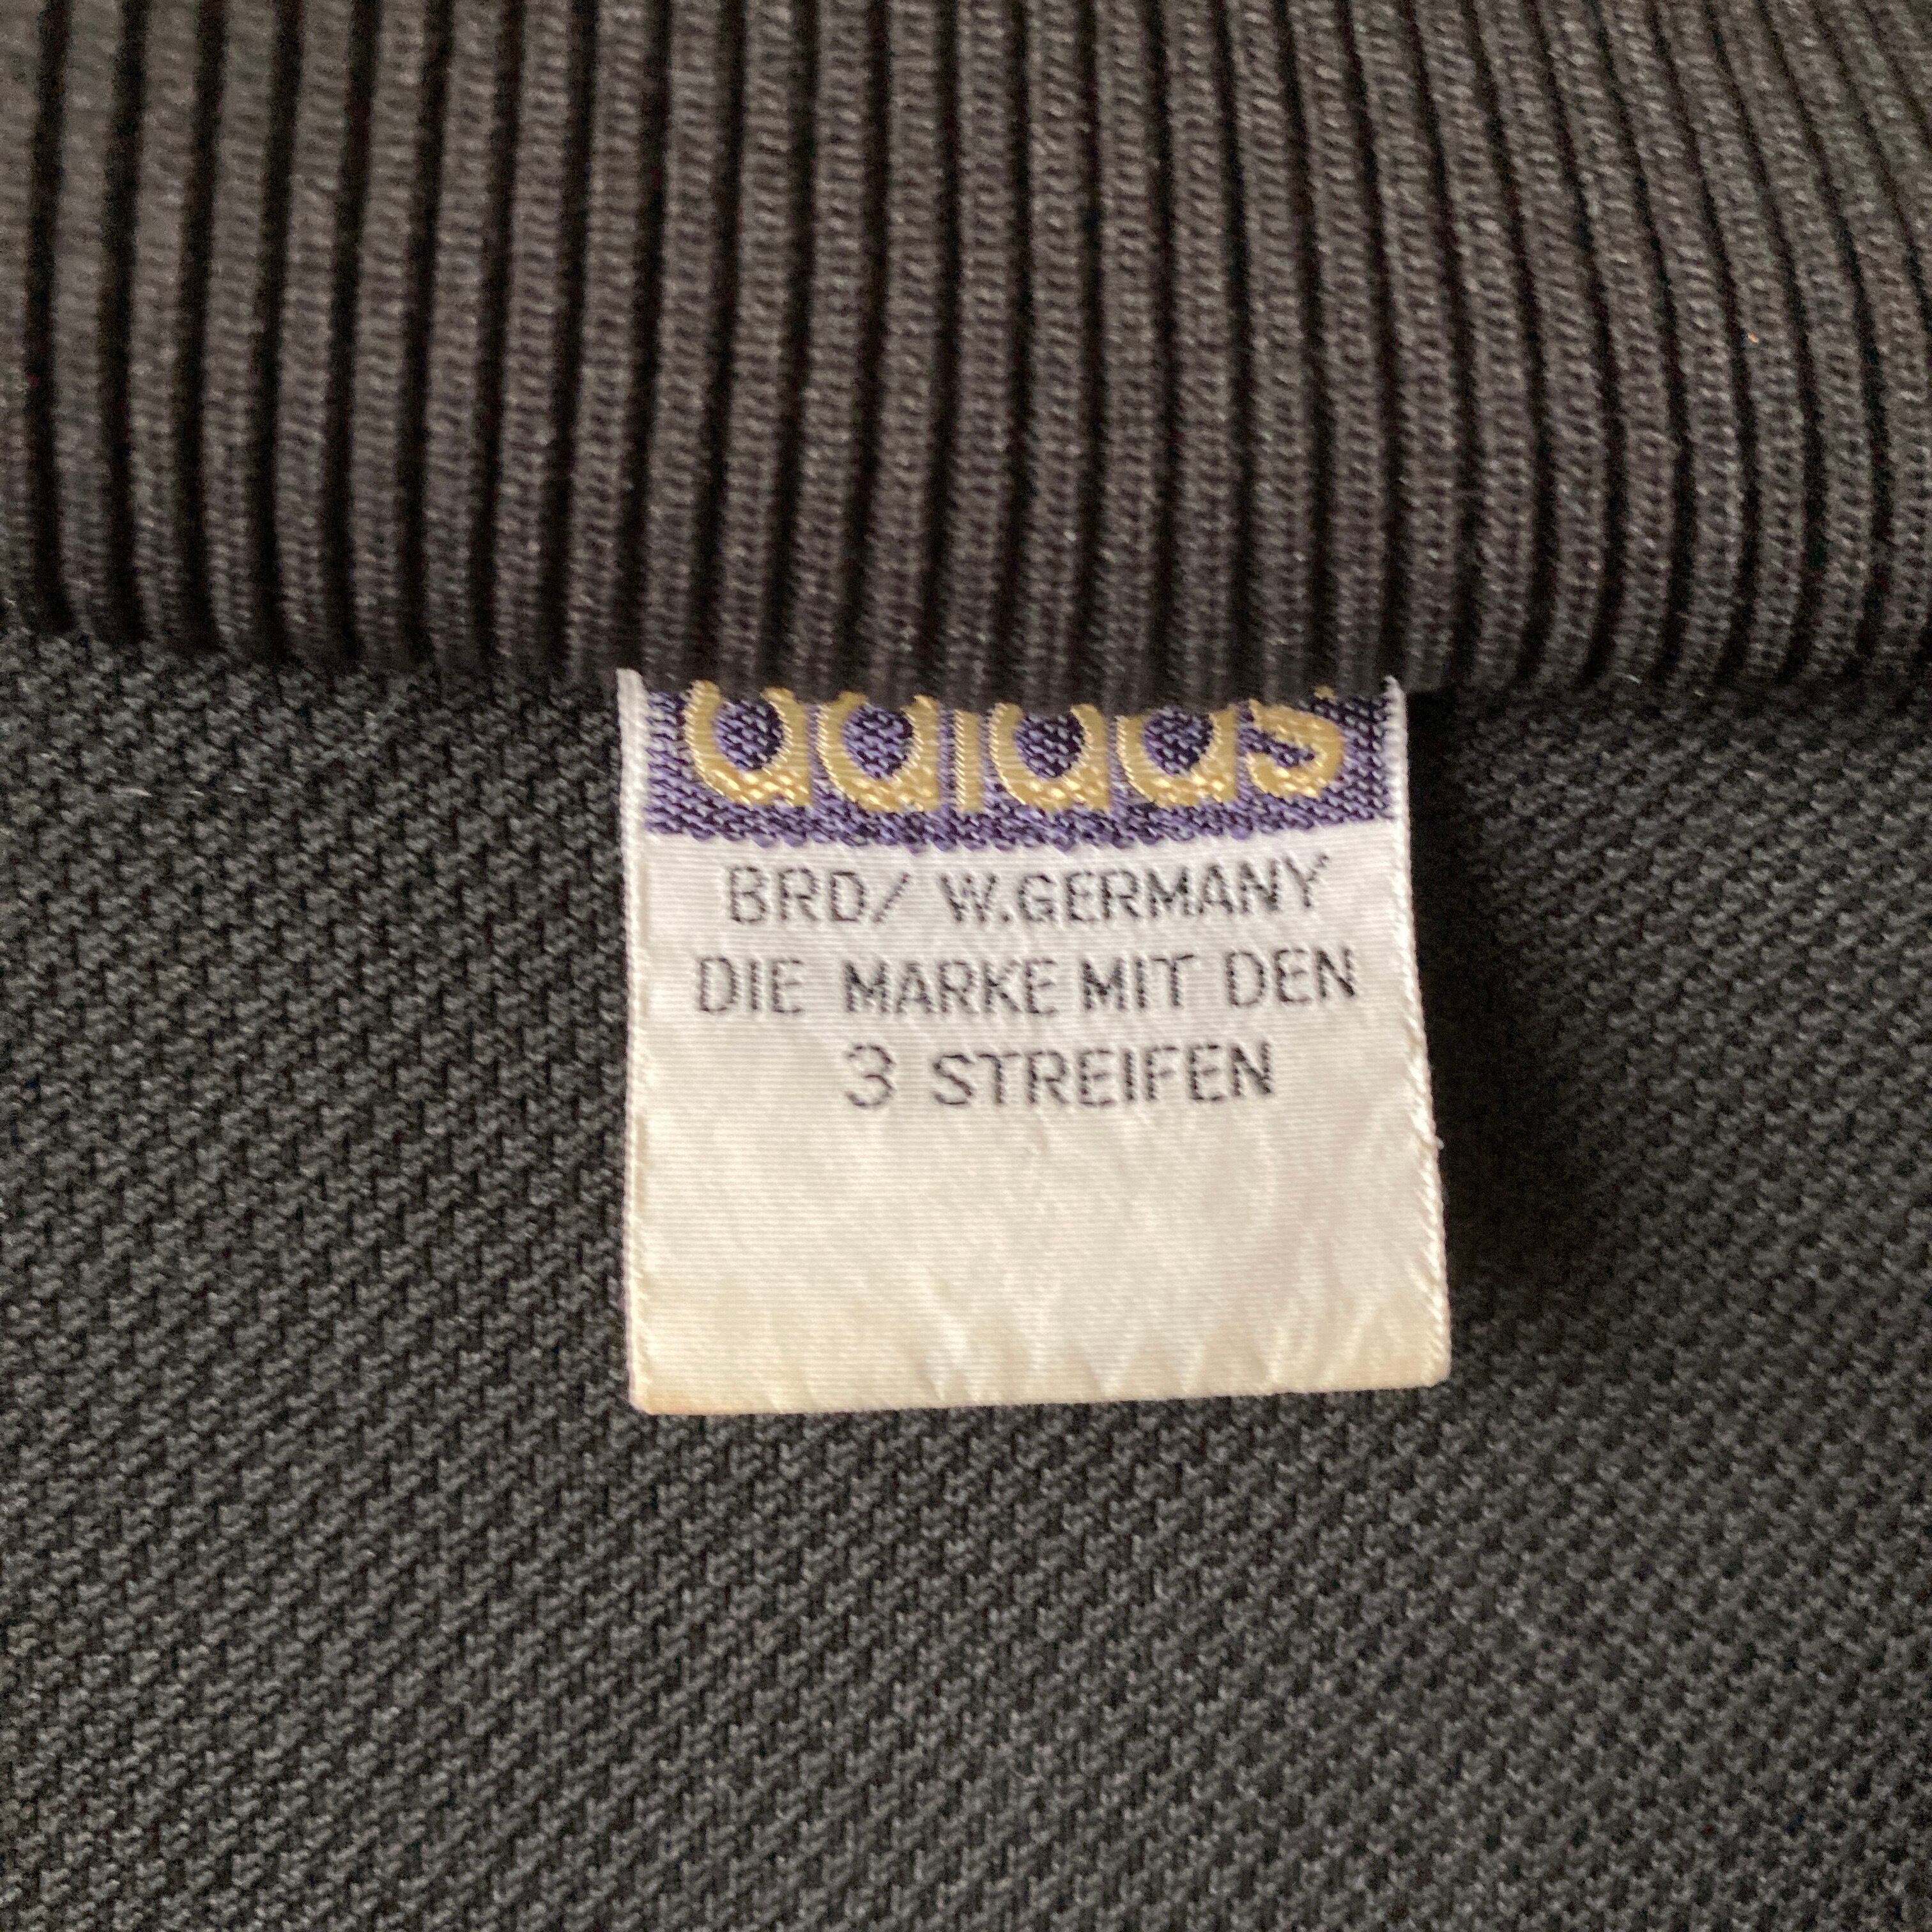 adidas
BRD/ W.GERMANY
DIE MARKE MIT DEN
3 STREIFEN